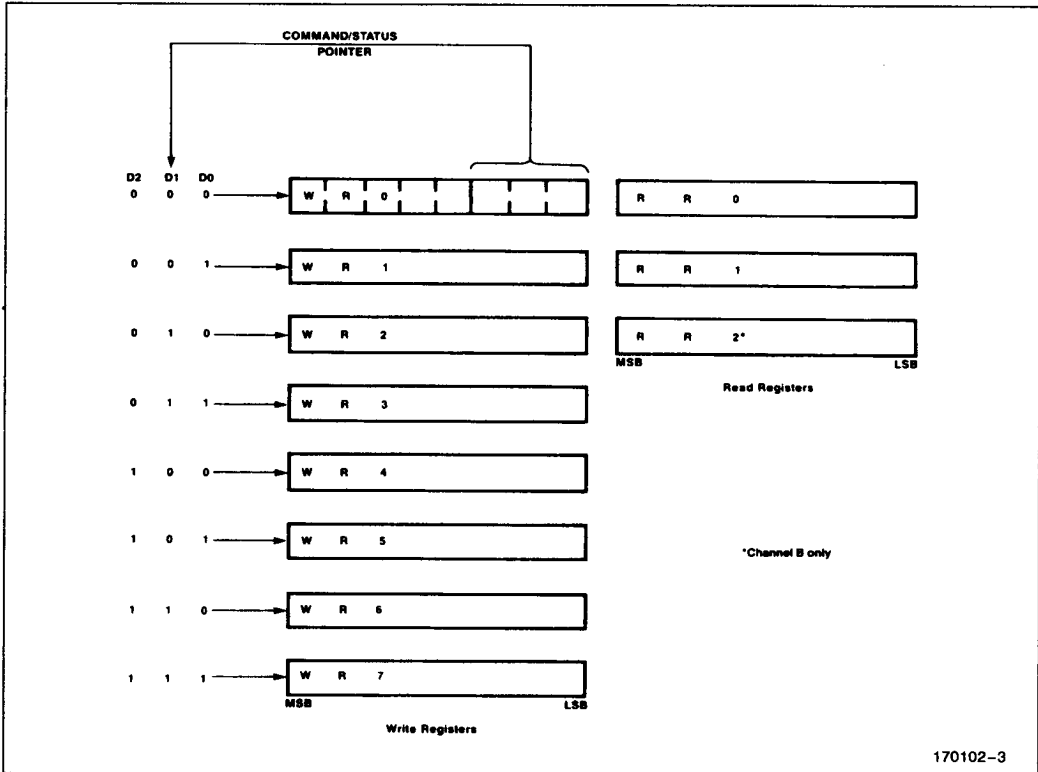 COMMAND/STATUS
POINTER
D2 D1 D0
0 0 0 W R 0 R R 0
0 0 1 W R 1 R R 1
0 1 0 W R 2 R R 2*
MSB LSB
Read Registers
0 1 1 W R 3
1 0 0 W R 4
1 0 1 W R 5
*Channel B only
1 1 0 W R 6
1 1 1 W R 7
MSB LSB
Write Registers
170102-3